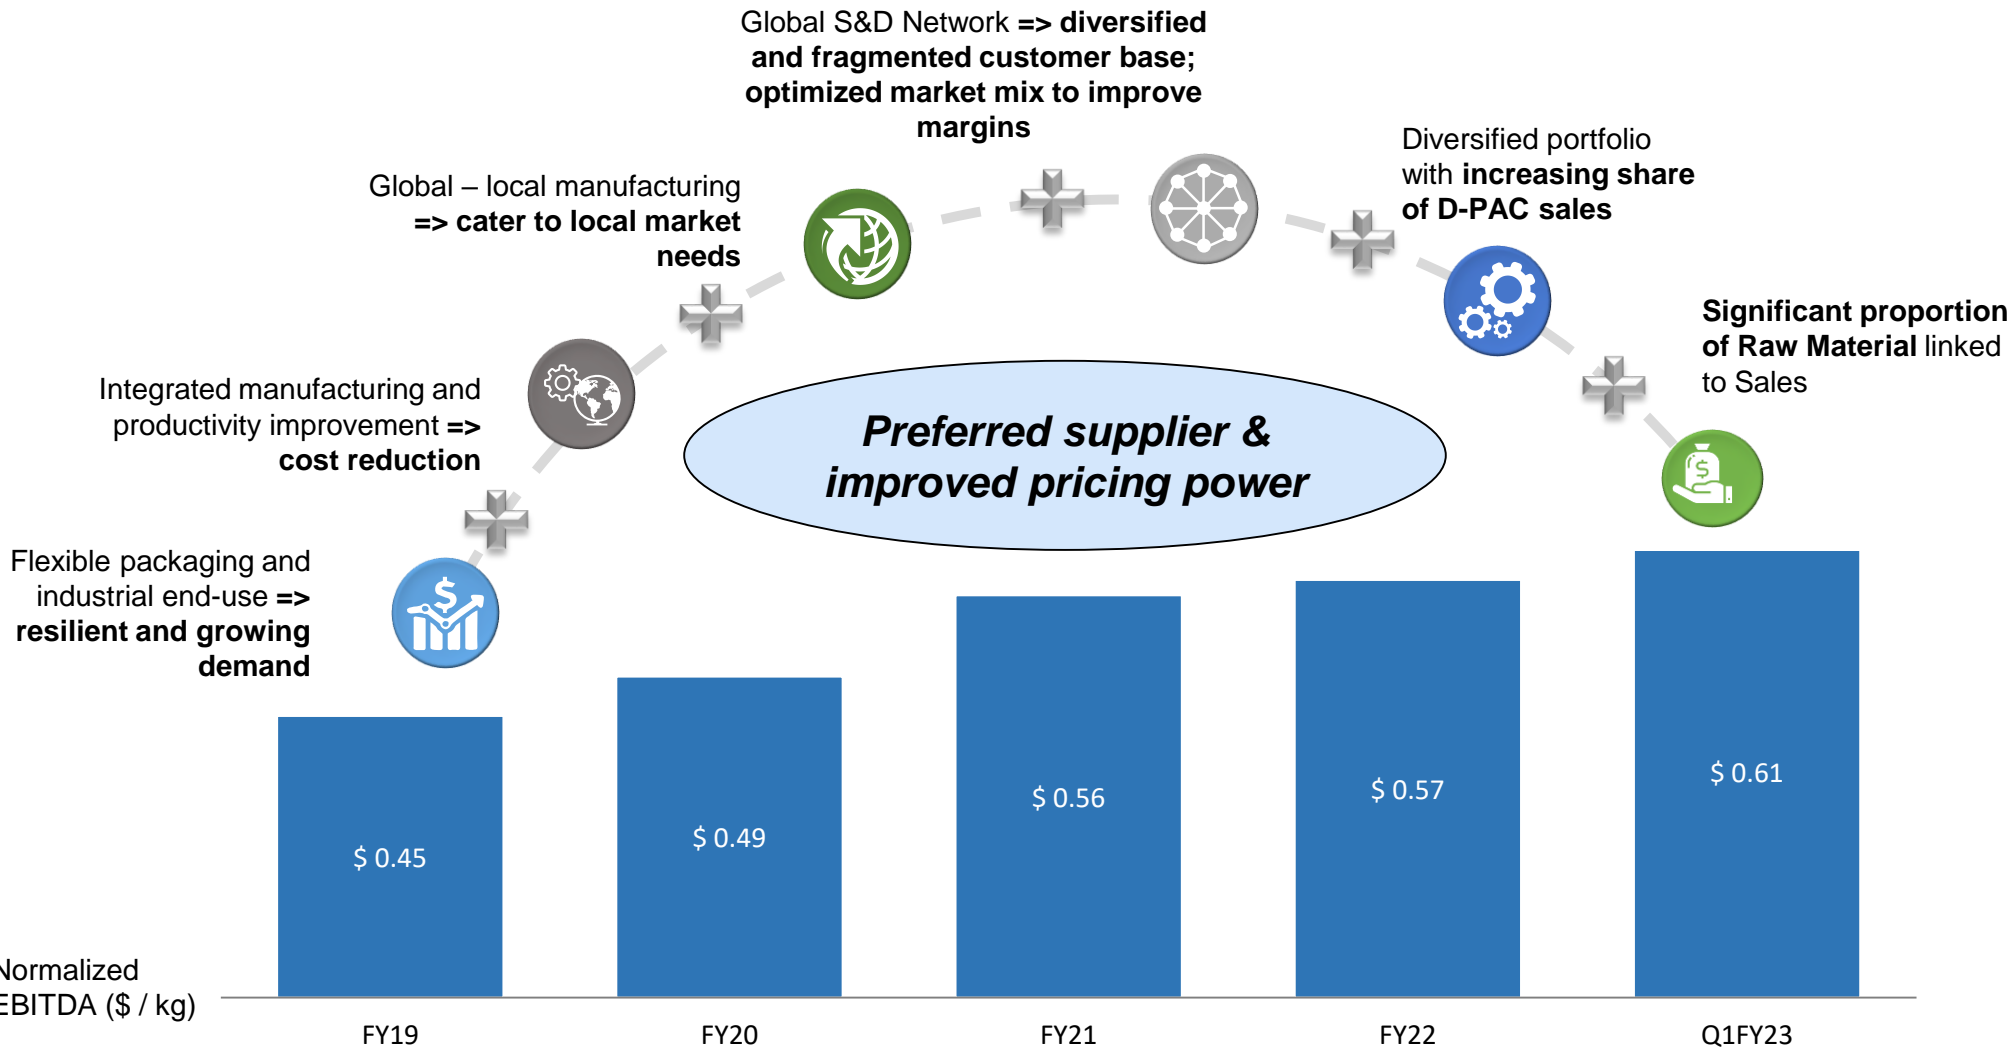 Global S&D Network => diversified
and fragmented customer base;
optimized market mix to improve
margins
Diversified portfolio
with increasing share
of D-PAC sales
Global – local manufacturing
=> cater to local market
needs
Significant proportion
of Raw Material linked
to Sales
Integrated manufacturing and
productivity improvement =>
cost reduction
Preferred supplier &
improved pricing power
Flexible packaging and
industrial end-use =>
resilient and growing
demand
$ 0.45
$ 0.49
$ 0.56
$ 0.57
$ 0.61
Normalized
EBITDA ($ / kg)
FY19
FY20
FY21
FY22
Q1FY23